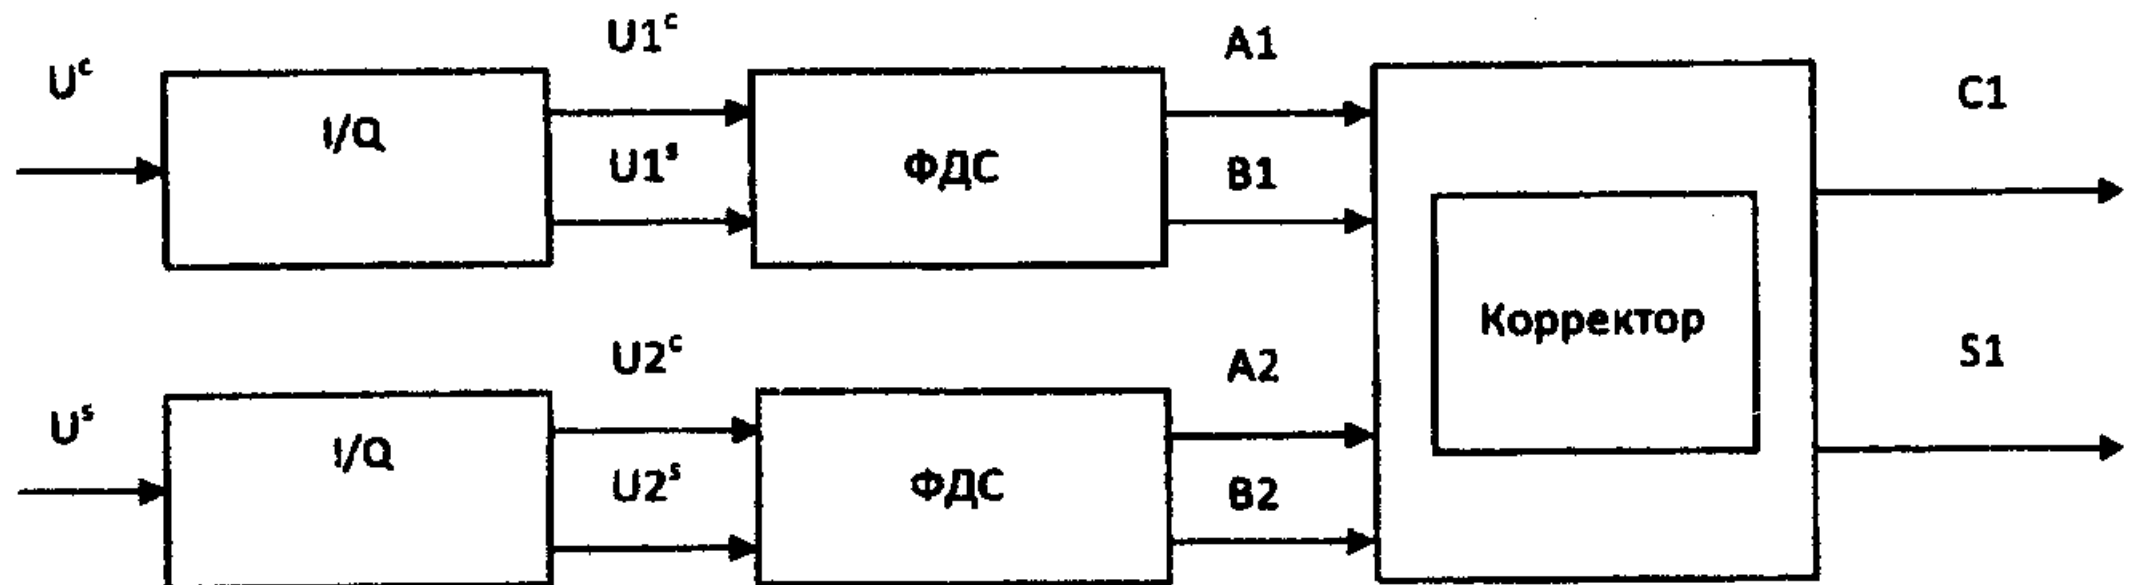 Uᶜ
I/Q
U1ᶜ
U1ˢ
ФДС
A1
B1
C1
Корректор
S1
Uˢ
I/Q
U2ᶜ
U2ˢ
ФДС
A2
B2